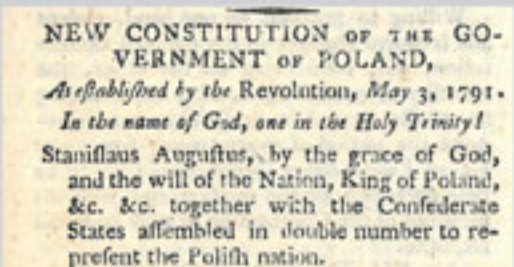 NEW CONSTITUTION OF THE GO-
VERNMENT OF POLAND,
As eſtabliſhed by the Revolution, May 3, 1791.
In the name of God, one in the Holy Trinity!
Staniſlaus Auguſtus, by the grace of God,
and the will of the Nation, King of Poland,
&c. &c. together with the Confederate
States aſſembled in double number to re-
preſent the Poliſh nation.